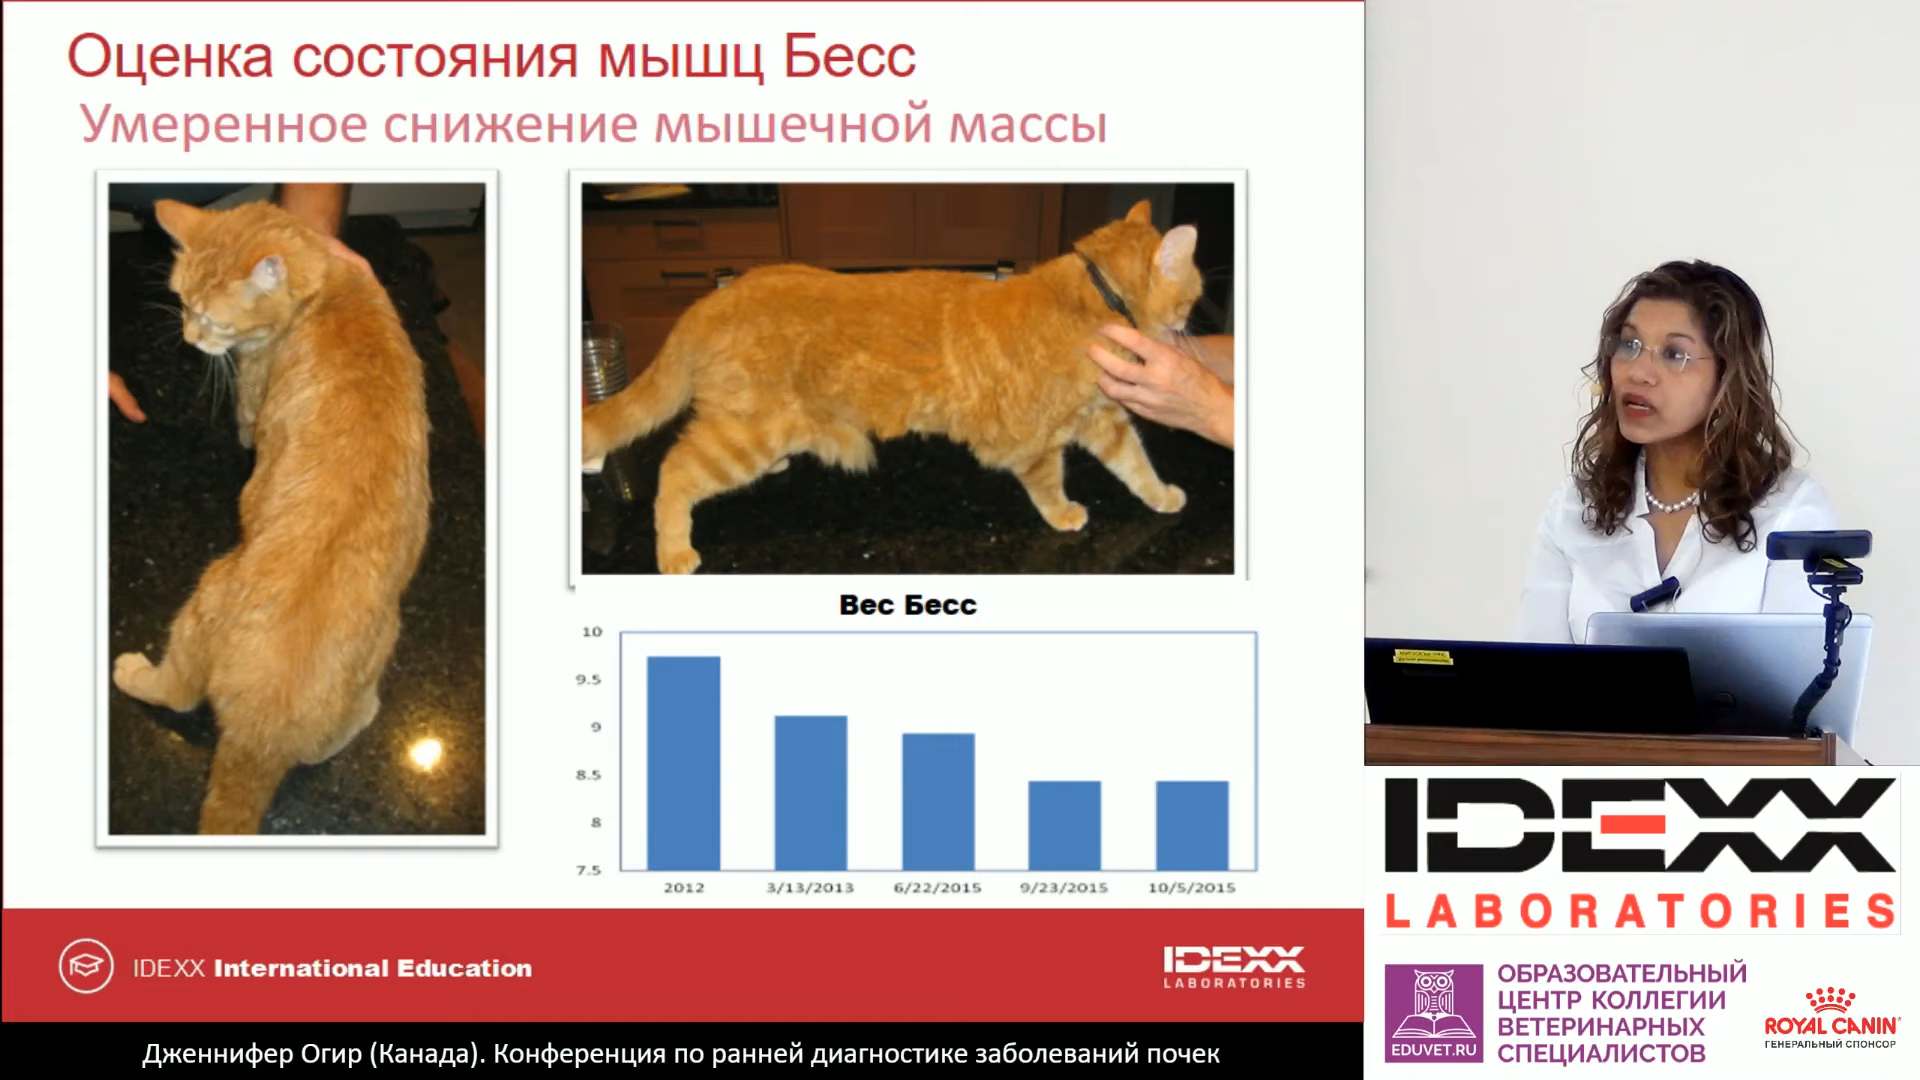 Оценка состояния мышц Бесс
Умеренное снижение мышечной массы
Вес Бесс
10
9.5
9
8.5
8
7.5
2012
3/13/2013
6/22/2015
9/23/2015
10/5/2015
IDEXX International Education
IDEXX
LABORATORIES
Дженнифер Огир (Канада). Конференция по ранней диагностике заболеваний почек
IDEXX
LABORATORIES
EDUVET.RU
ОБРАЗОВАТЕЛЬНЫЙ
ЦЕНТР КОЛЛЕГИИ
ВЕТЕРИНАРНЫХ
СПЕЦИАЛИСТОВ
ROYAL CANIN
ГЕНЕРАЛЬНЫЙ СПОНСОР